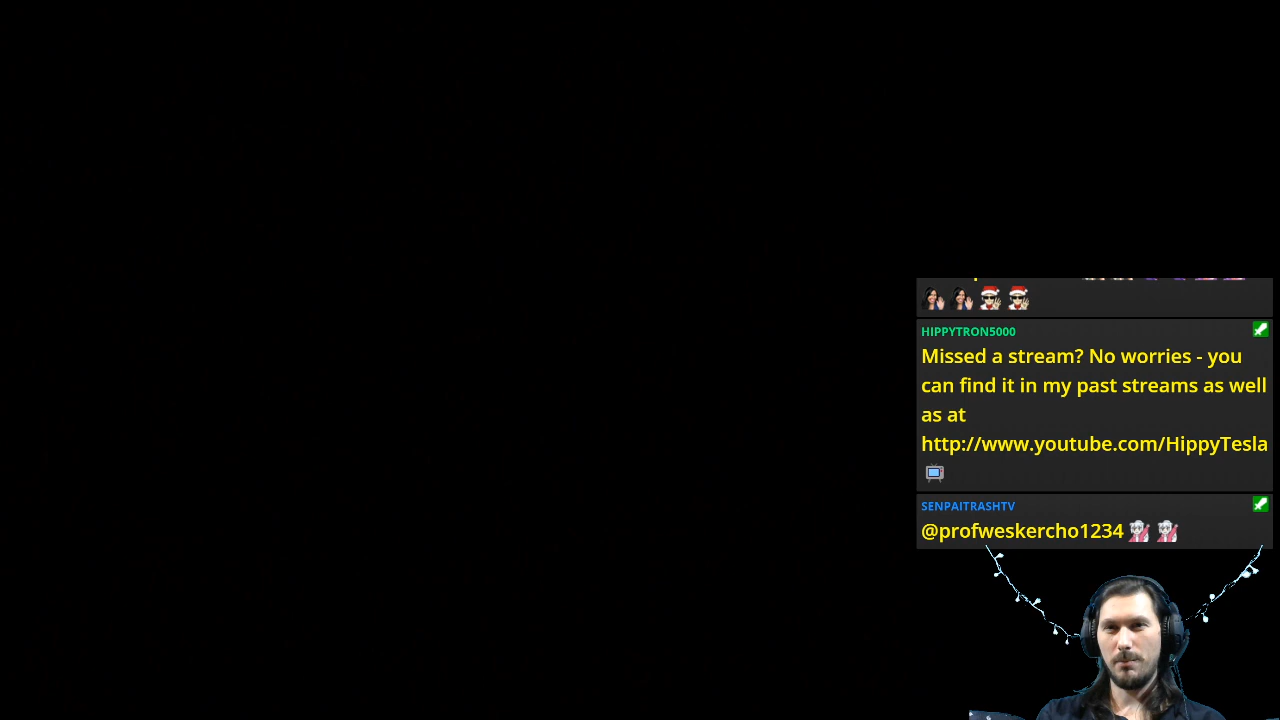 HIPPYTRON5000
Missed a stream? No worries - you
can find it in my past streams as well
as at
http://www.youtube.com/HippyTesla
SENPAITRASHTV
@profweskercho1234